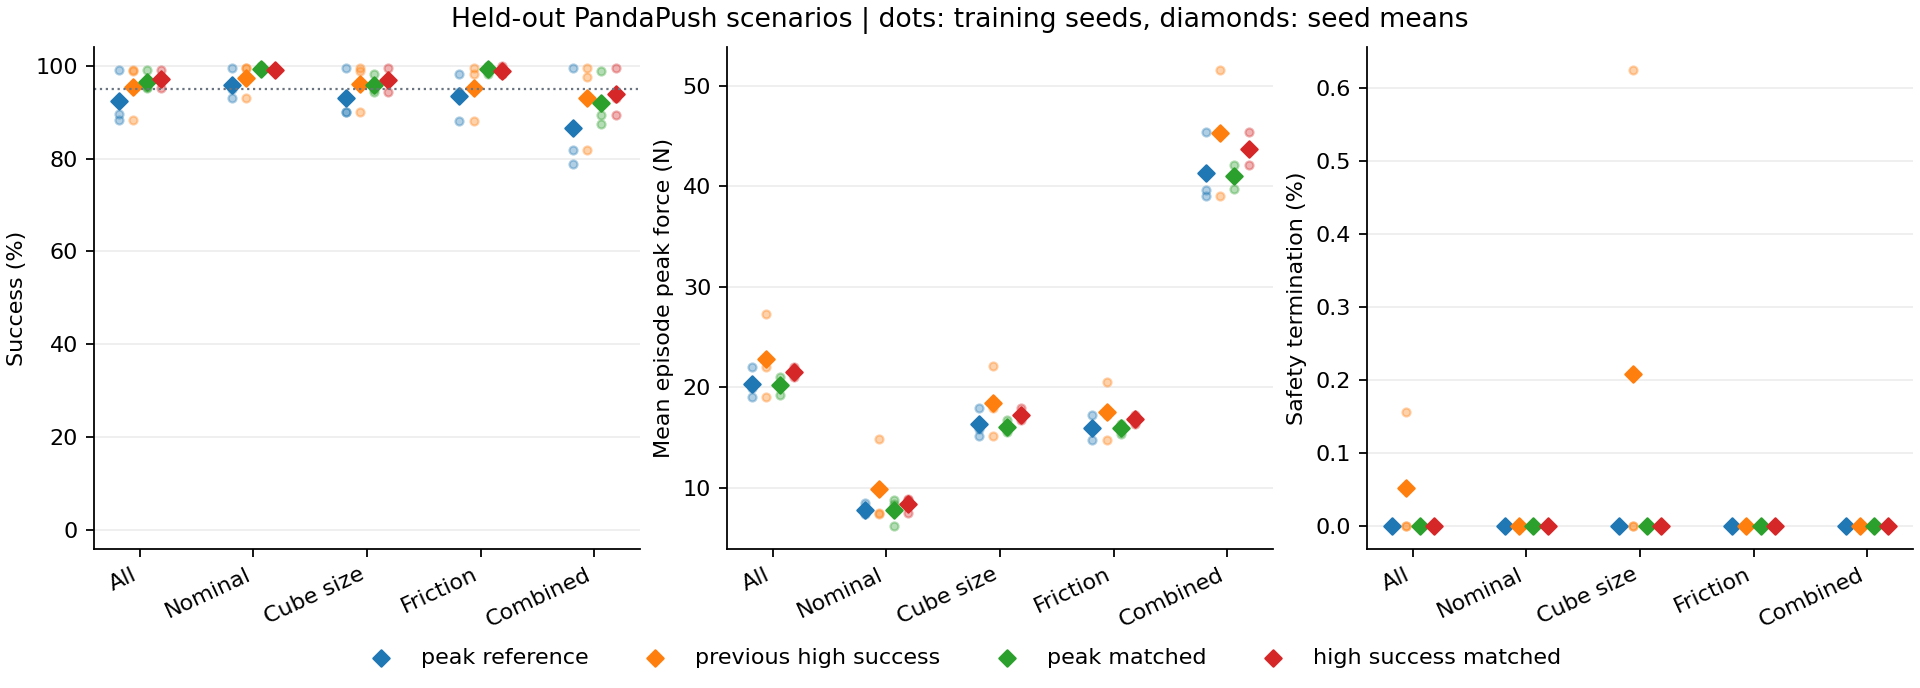 Held-out PandaPush scenarios | dots: training seeds, diamonds: seed means
Success (%)
100
80
60
40
20
0
All
Nominal
Cube size
Friction
Combined
Mean episode peak force (N)
50
40
30
20
10
All
Nominal
Cube size
Friction
Combined
Safety termination (%)
0.6
0.5
0.4
0.3
0.2
0.1
0.0
All
Nominal
Cube size
Friction
Combined
peak reference
previous high success
peak matched
high success matched